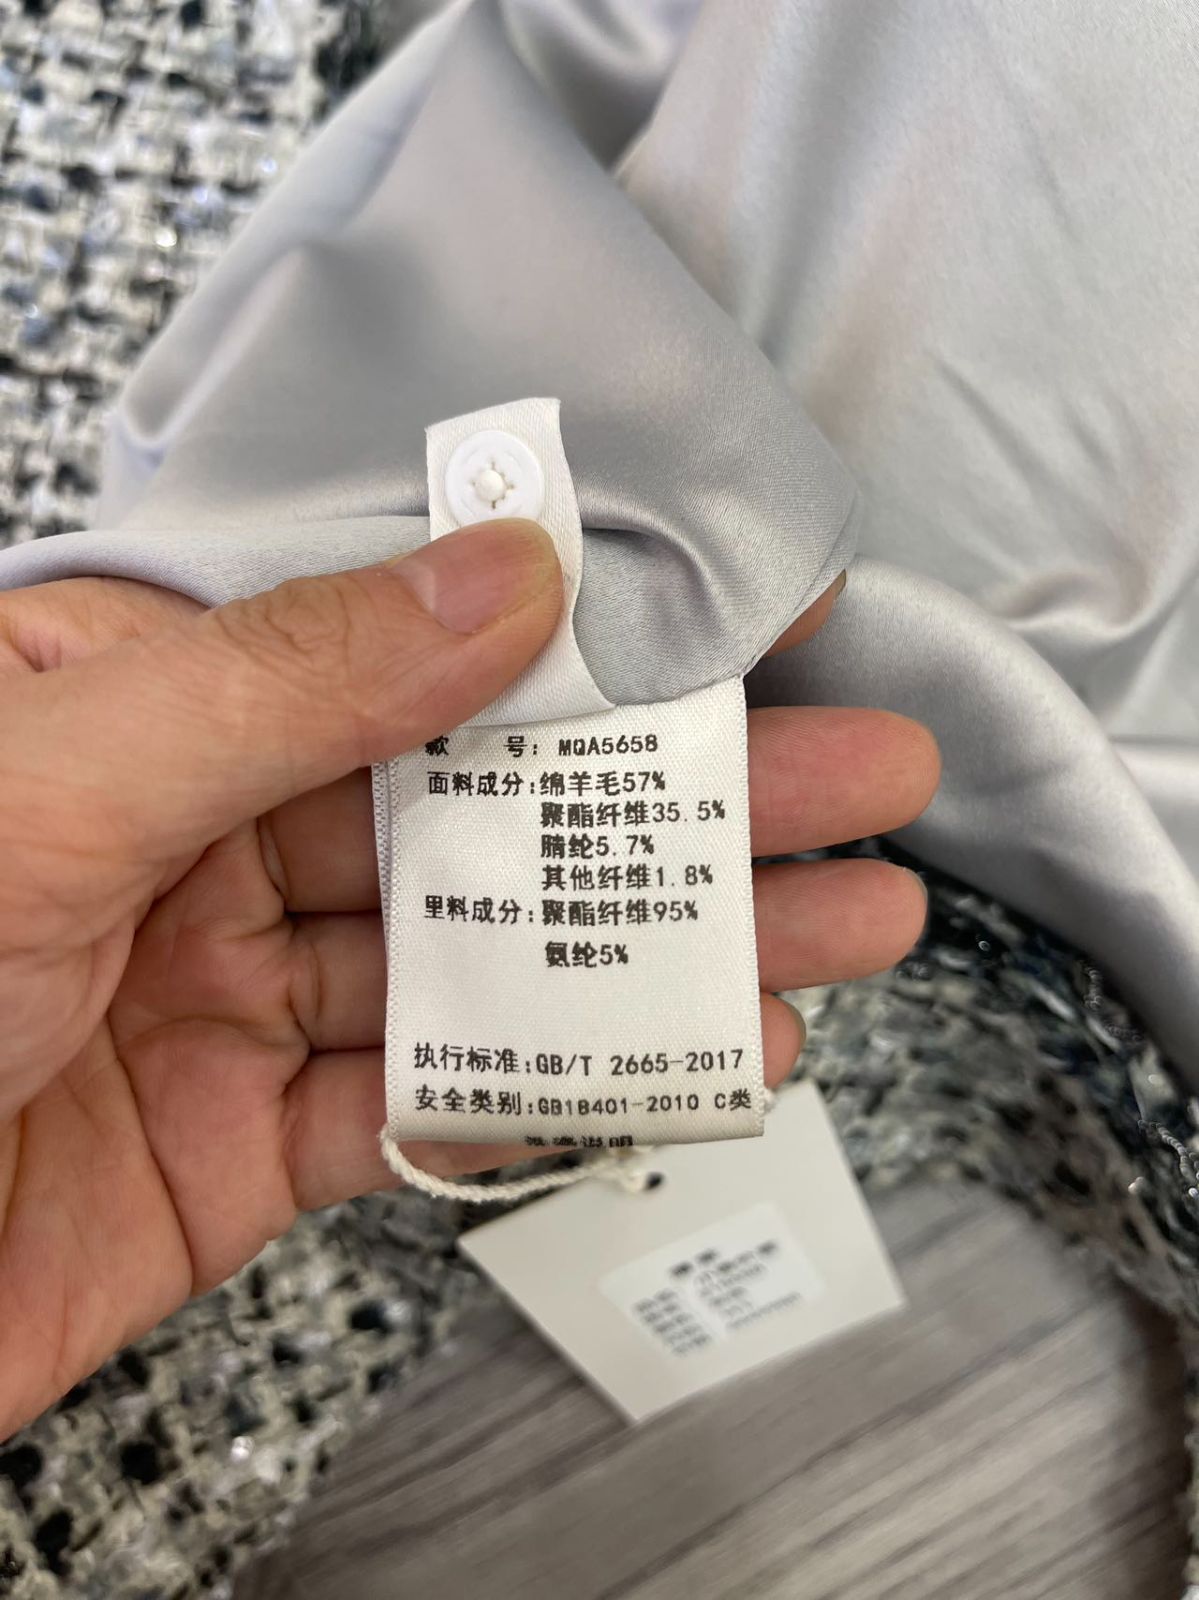 款 号: MQA5658
面料成分:绵羊毛57%
聚酯纤维35.5%
腈纶5.7%
其他纤维1.8%
里料成分:聚酯纤维95%
氨纶5%
执行标准:GB/T 2665-2017
安全类别:GB18401-2010 C类